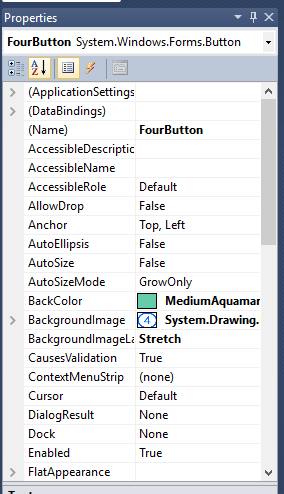 Properties
FourButton System.Windows.Forms.Button
(ApplicationSettings
(DataBindings)
(Name) FourButton
AccessibleDescriptio
AccessibleName
AccessibleRole Default
AllowDrop False
Anchor Top, Left
AutoEllipsis False
AutoSize False
AutoSizeMode GrowOnly
BackColor MediumAquamar
BackgroundImage 4 System.Drawing.
BackgroundImageLa Stretch
CausesValidation True
ContextMenuStrip (none)
Cursor Default
DialogResult None
Dock None
Enabled True
FlatAppearance